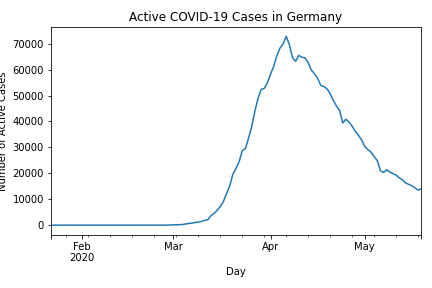 Active COVID-19 Cases in Germany
Number of Active Cases
70000
60000
50000
40000
30000
20000
10000
0
Feb Mar Apr May
2020
Day